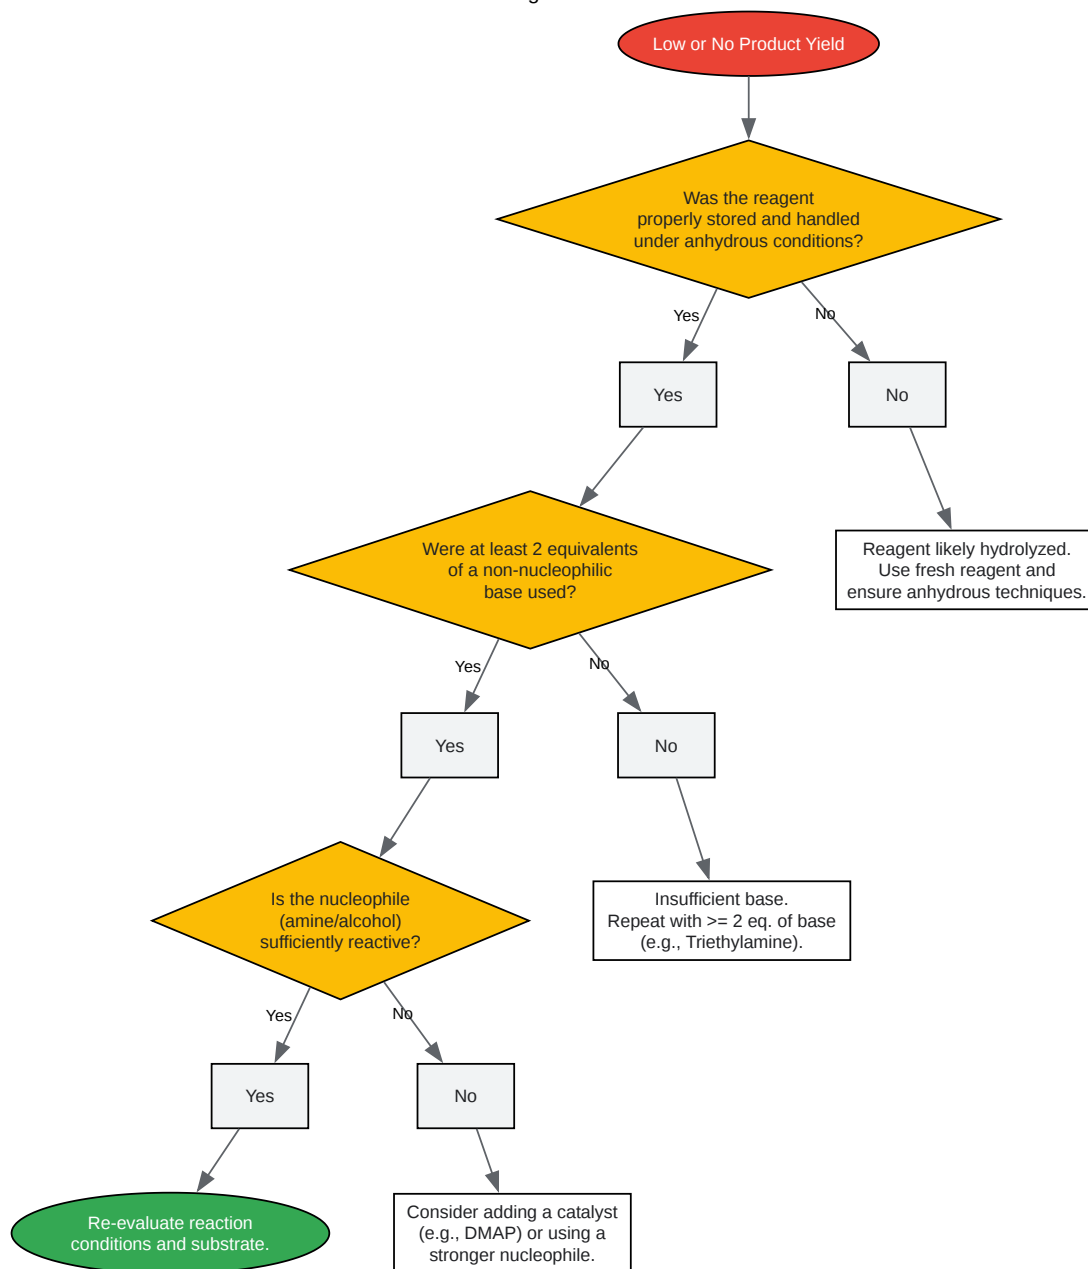 Low or No Product Yield
Was the reagent
properly stored and handled
under anhydrous conditions?
Yes
No
Yes
No
Were at least 2 equivalents
of a non-nucleophilic
base used?
Reagent likely hydrolyzed.
Use fresh reagent and
ensure anhydrous techniques.
Yes
No
Yes
No
Is the nucleophile
(amine/alcohol)
sufficiently reactive?
Insufficient base.
Repeat with >= 2 eq. of base
(e.g., Triethylamine).
Yes
No
Yes
No
Re-evaluate reaction
conditions and substrate.
Consider adding a catalyst
(e.g., DMAP) or using a
stronger nucleophile.